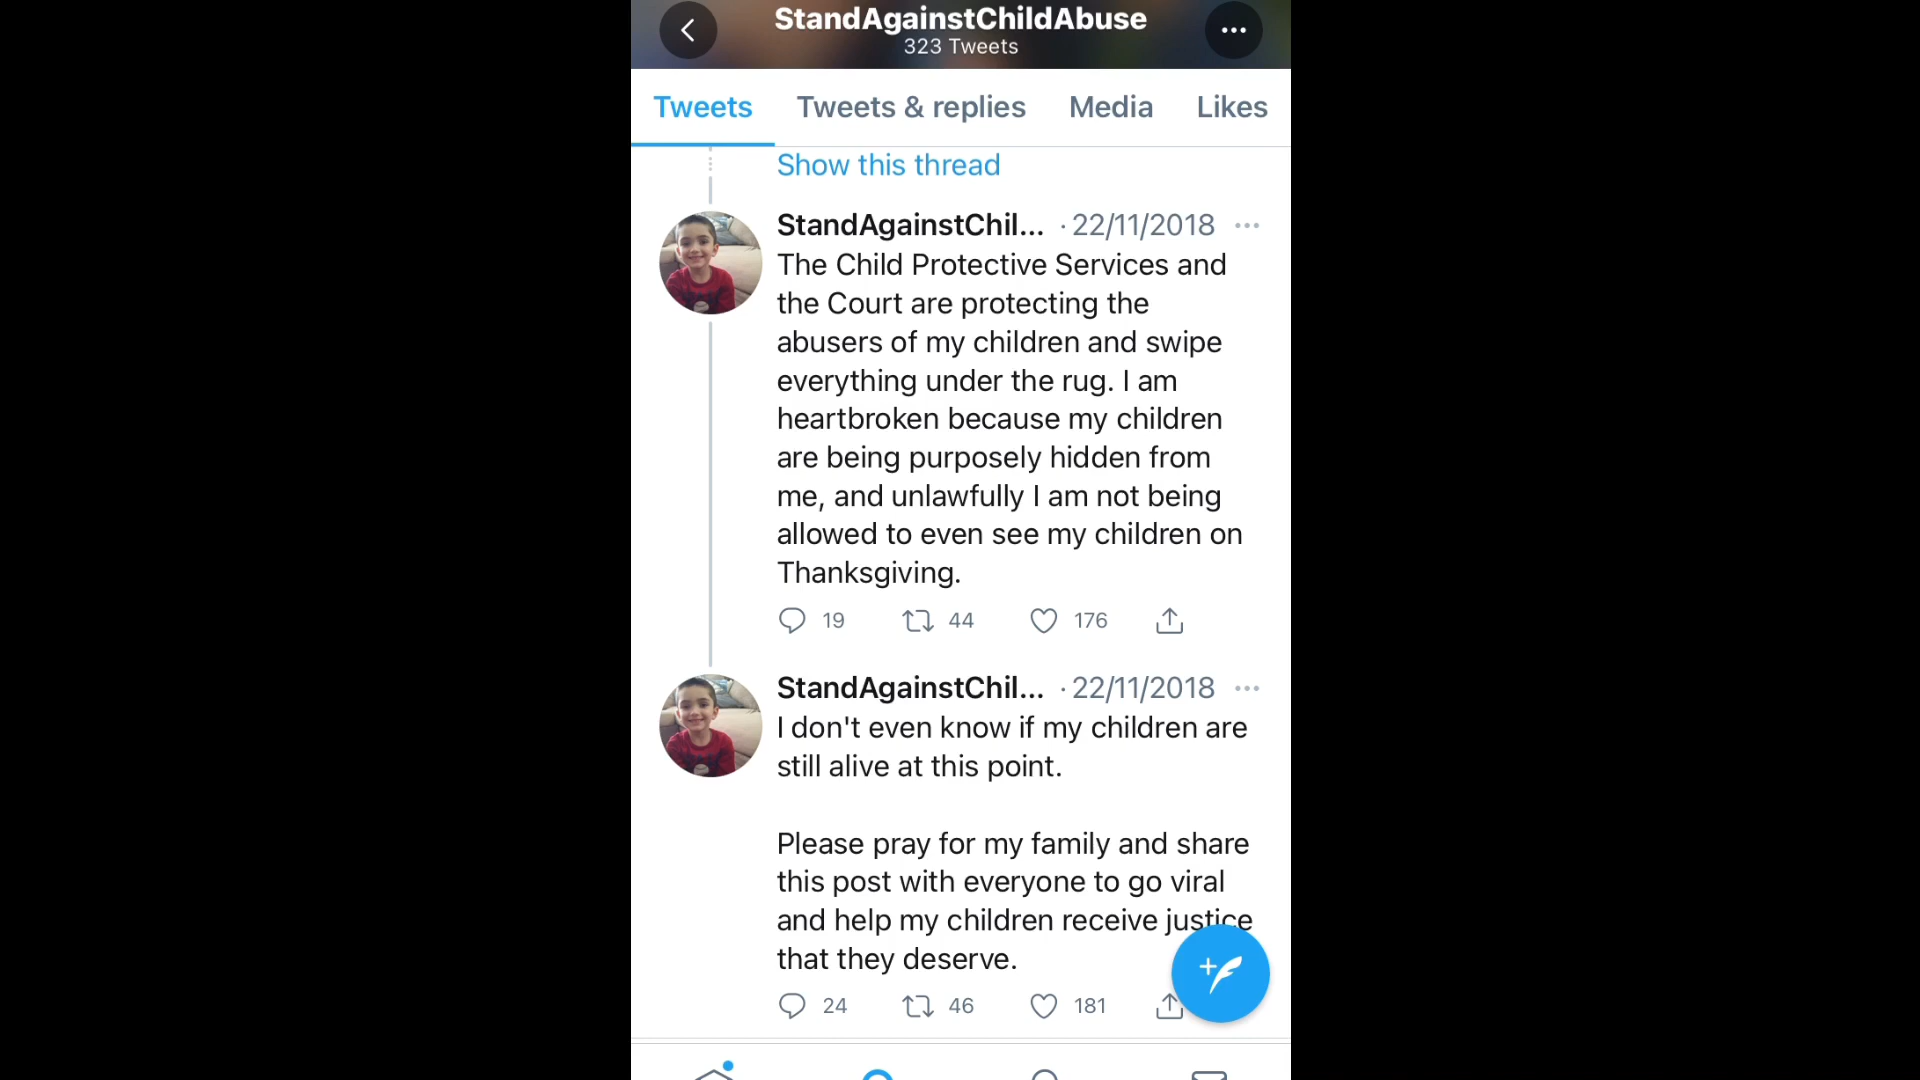 StandAgainstChildAbuse
323 Tweets
Tweets Tweets & replies Media Likes
Show this thread
StandAgainstChil... · 22/11/2018
The Child Protective Services and
the Court are protecting the
abusers of my children and swipe
everything under the rug. I am
heartbroken because my children
are being purposely hidden from
me, and unlawfully I am not being
allowed to even see my children on
Thanksgiving.
19 44 176
StandAgainstChil... · 22/11/2018
I don't even know if my children are
still alive at this point.
Please pray for my family and share
this post with everyone to go viral
and help my children receive justice
that they deserve.
24 46 181